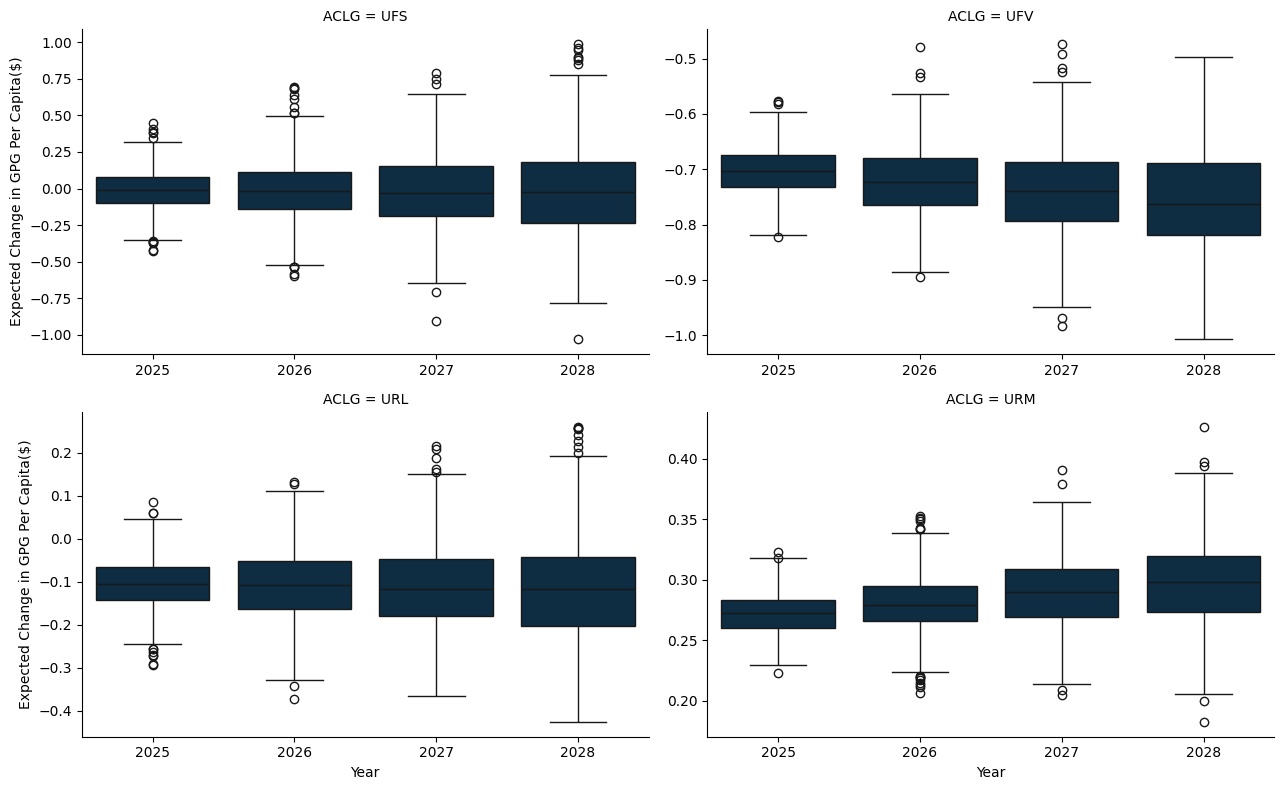 ACLG = UFS
Expected Change in GPG Per Capita($)
1.00
0.75
0.50
0.25
0.00
−0.25
−0.50
−0.75
−1.00
2025 2026 2027 2028
ACLG = UFV
−0.5
−0.6
−0.7
−0.8
−0.9
−1.0
2025 2026 2027 2028
ACLG = URL
Expected Change in GPG Per Capita($)
0.2
0.1
0.0
−0.1
−0.2
−0.3
−0.4
2025 2026 2027 2028
Year
ACLG = URM
0.40
0.35
0.30
0.25
0.20
2025 2026 2027 2028
Year